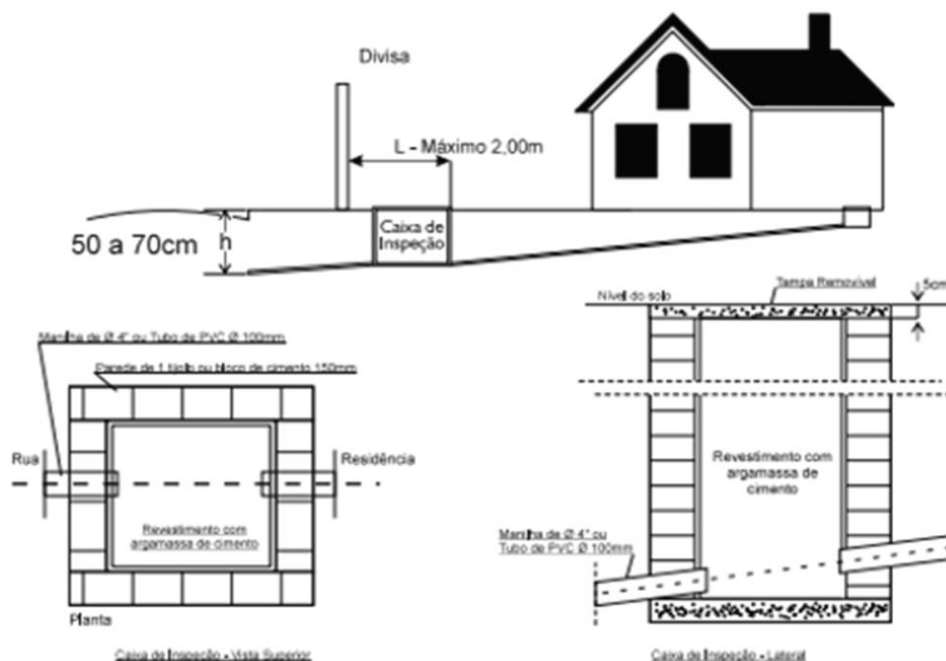 Divisa
L - Máximo 2,00m
50 a 70cm
h
Caixa de
Inspeção
Nível do solo
Tampa Removível
5cm
Manilha de Ø 4" ou Tubo de PVC Ø 100mm
Parede de 1 tijolo ou bloco de cimento 150mm
Rua
Residência
Revestimento com
argamassa de cimento
Planta
Caixa de Inspeção - Vista Superior
Revestimento com
argamassa de
cimento
Manilha de Ø 4" ou
Tubo de PVC Ø 100mm
Caixa de Inspeção - Lateral